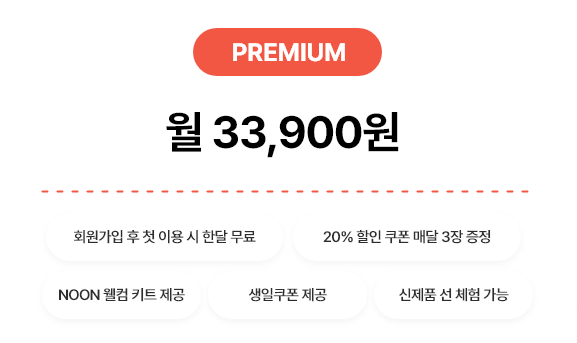 PREMIUM
월 33,900원
회원가입 후 첫 이용 시 한달 무료
20% 할인 쿠폰 매달 3장 증정
NOON 웰컴 키트 제공
생일쿠폰 제공
신제품 선 체험 가능